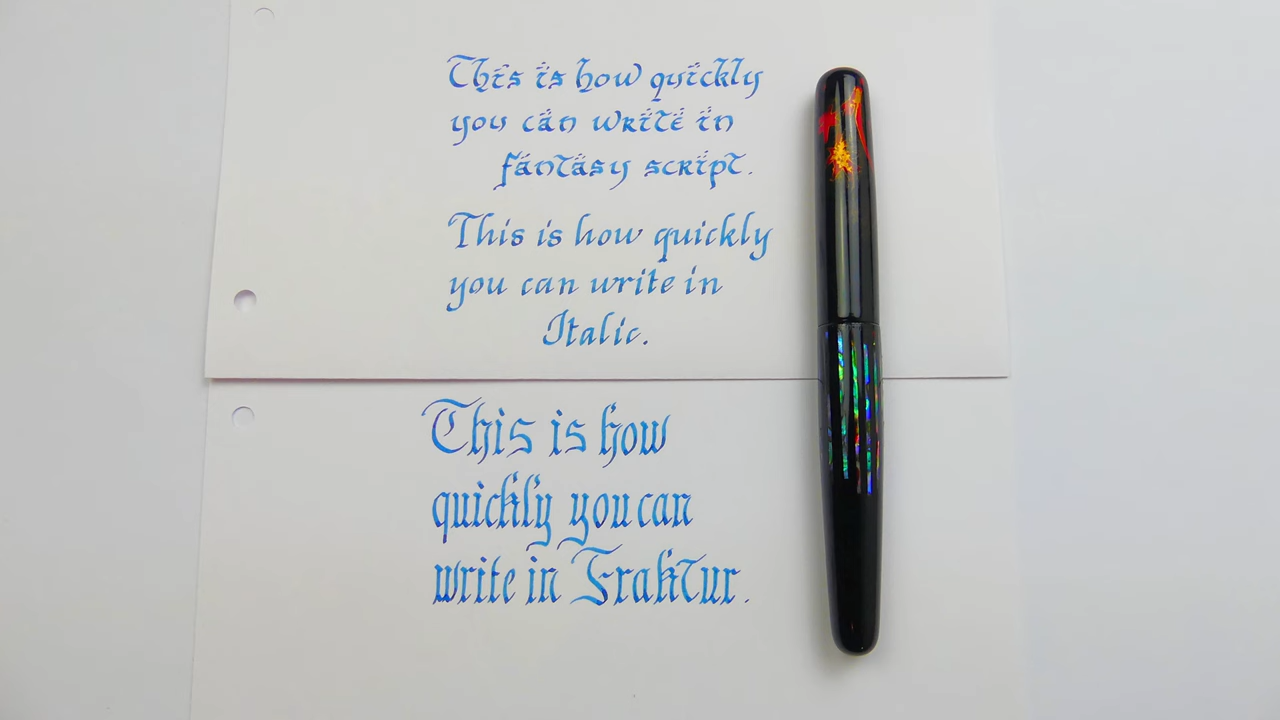 This is how quickly
you can write in
fantasy script.
This is how quickly
you can write in
Italic.
This is how
quickly you can
write in Fraktur.